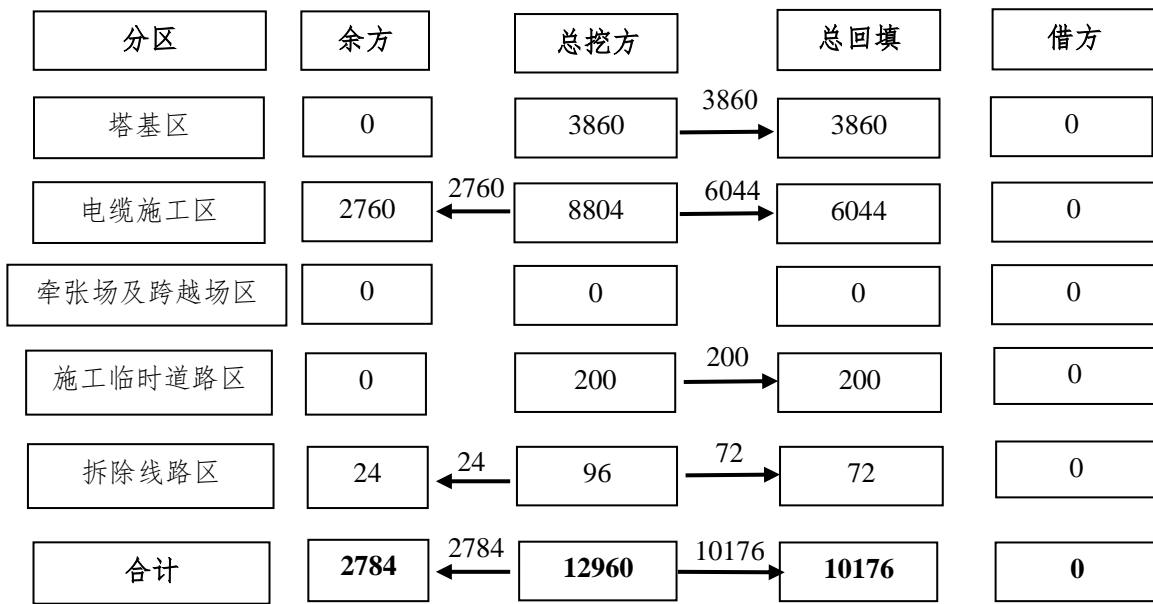 分区 余方 总挖方 总回填 借方
塔基区 0 3860 3860 3860 0
电缆施工区 2760 2760 8804 6044 6044 0
牵张场及跨越场区 0 0 0 0
施工临时道路区 0 200 200 200 0
拆除线路区 24 24 96 72 72 0
合计 2784 2784 12960 10176 10176 0